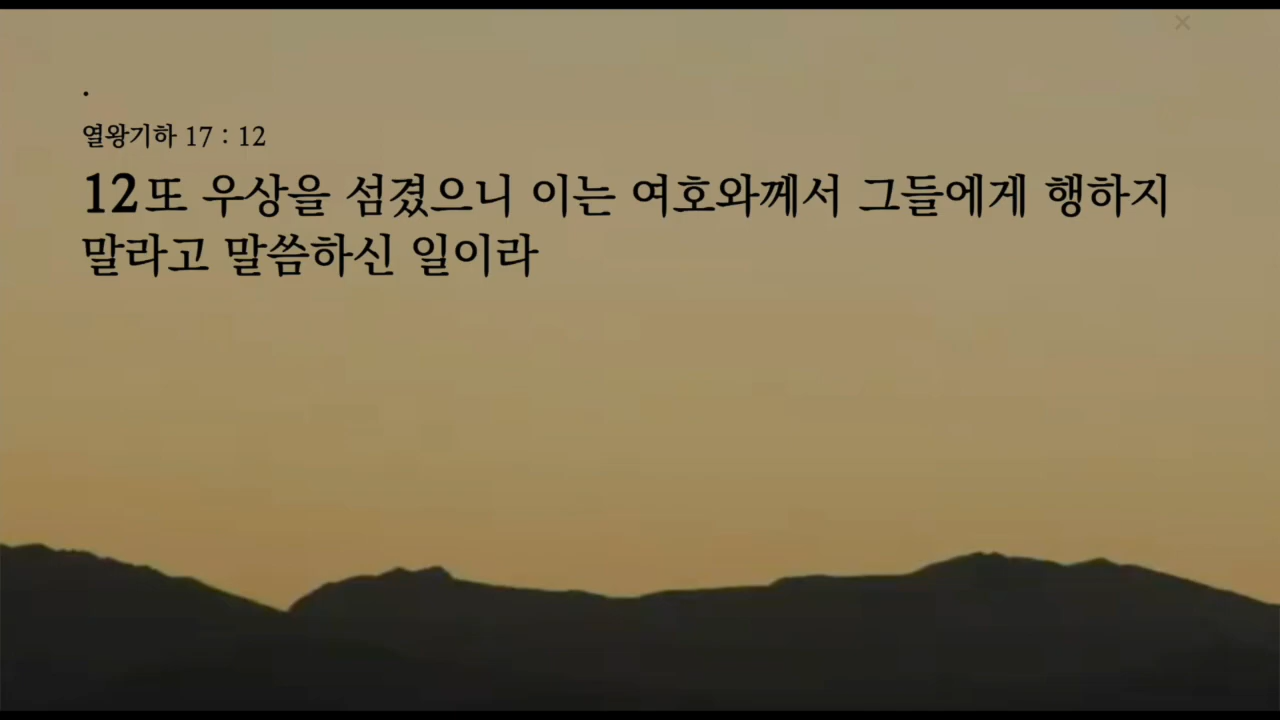 .
열왕기하 17 : 12
12또 우상을 섬겼으니 이는 여호와께서 그들에게 행하지
말라고 말씀하신 일이라